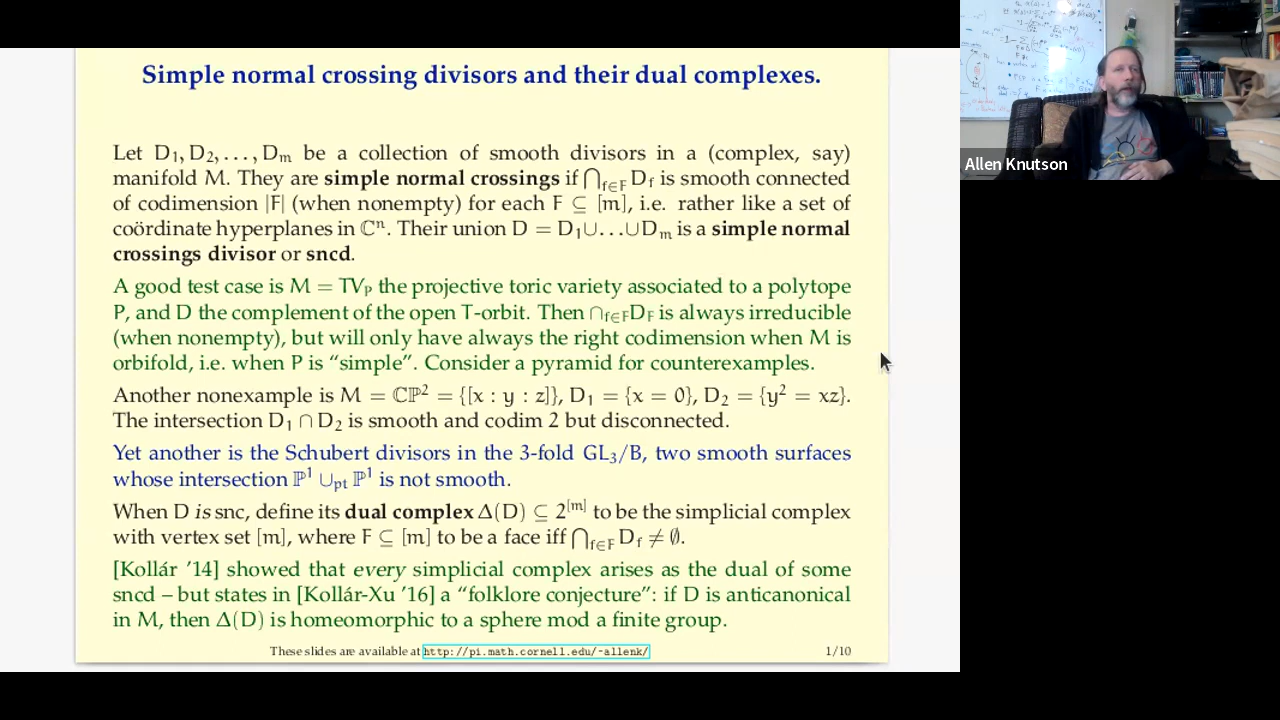 Simple normal crossing divisors and their dual complexes.
Let D₁, D₂, . . . , Dₘ be a collection of smooth divisors in a (complex, say)
manifold M. They are simple normal crossings if ⋂_{f∈F} D_f is smooth connected
of codimension |F| (when nonempty) for each F ⊆ [m], i.e. rather like a set of
coördinate hyperplanes in ℂⁿ. Their union D = D₁∪. . .∪Dₘ is a simple normal
crossings divisor or sncd.
A good test case is M = TV_P the projective toric variety associated to a polytope
P, and D the complement of the open T-orbit. Then ∩_{f∈F}D_F is always irreducible
(when nonempty), but will only have always the right codimension when M is
orbifold, i.e. when P is “simple”. Consider a pyramid for counterexamples.
Another nonexample is M = ℂℙ² = {[x : y : z]}, D₁ = {x = 0}, D₂ = {y² = xz}.
The intersection D₁ ∩ D₂ is smooth and codim 2 but disconnected.
Yet another is the Schubert divisors in the 3-fold GL₃/B, two smooth surfaces
whose intersection ℙ¹ ∪_{pt} ℙ¹ is not smooth.
When D is snc, define its dual complex Δ(D) ⊆ 2^{[m]} to be the simplicial complex
with vertex set [m], where F ⊆ [m] to be a face iff ⋂_{f∈F} D_f ≠ ∅.
[Kollár ’14] showed that every simplicial complex arises as the dual of some
sncd – but states in [Kollár-Xu ’16] a “folklore conjecture”: if D is anticanonical
in M, then Δ(D) is homeomorphic to a sphere mod a finite group.
These slides are available at http://pi.math.cornell.edu/~allenk/
1/10
Allen Knutson